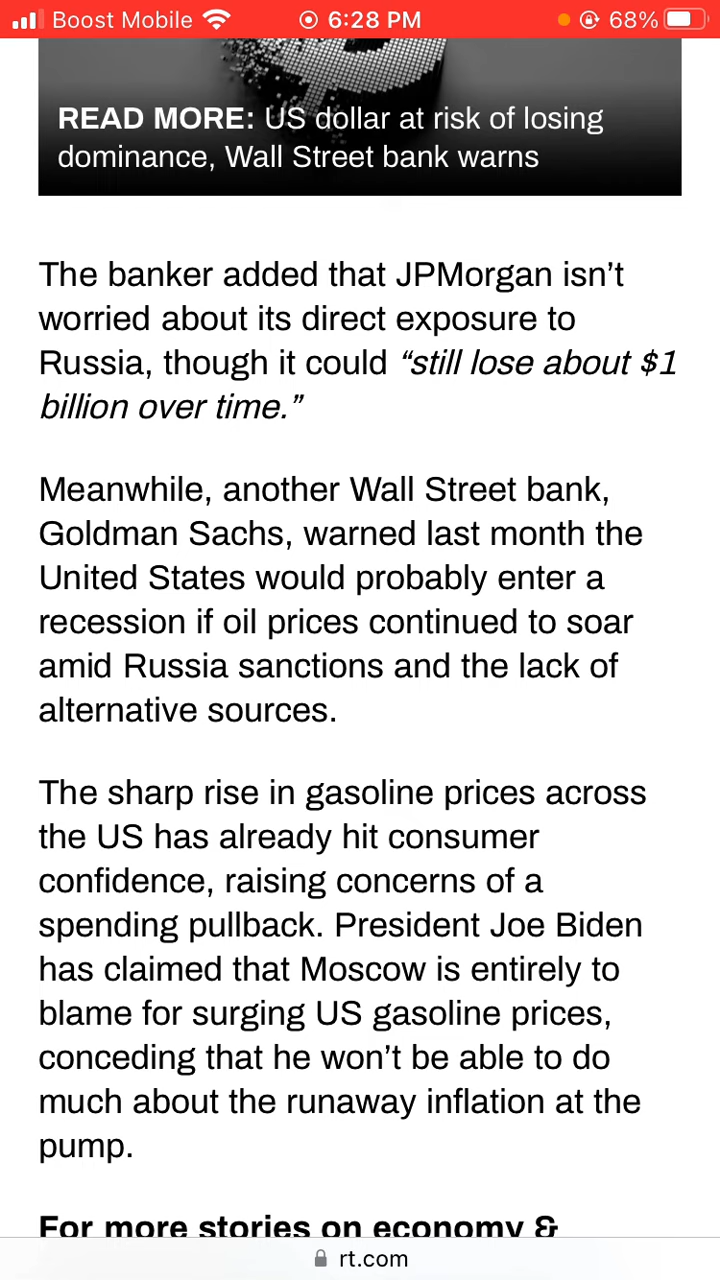 Boost Mobile 6:28 PM 68%
READ MORE: US dollar at risk of losing
dominance, Wall Street bank warns
The banker added that JPMorgan isn’t
worried about its direct exposure to
Russia, though it could “still lose about $1
billion over time.”
Meanwhile, another Wall Street bank,
Goldman Sachs, warned last month the
United States would probably enter a
recession if oil prices continued to soar
amid Russia sanctions and the lack of
alternative sources.
The sharp rise in gasoline prices across
the US has already hit consumer
confidence, raising concerns of a
spending pullback. President Joe Biden
has claimed that Moscow is entirely to
blame for surging US gasoline prices,
conceding that he won’t be able to do
much about the runaway inflation at the
pump.
For more stories on economy &
rt.com